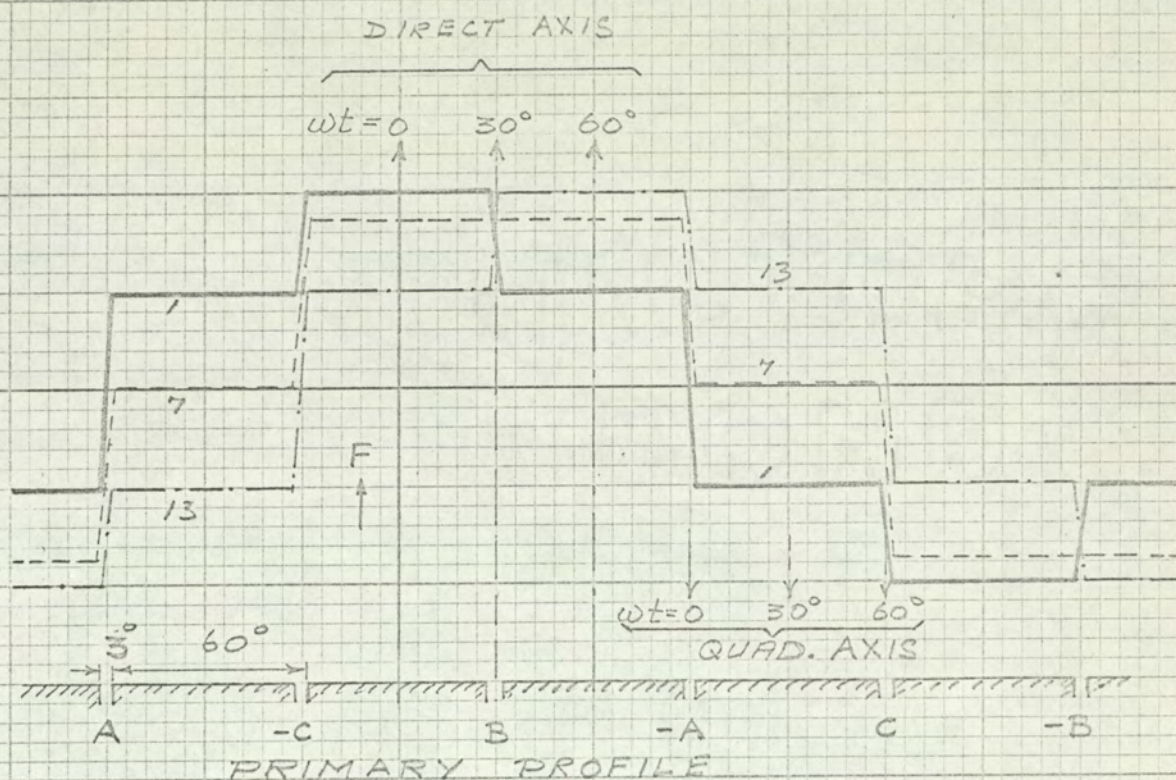 DIRECT AXIS
ωt=0 30° 60°
13
1
7
7
F
1
13
ωt=0 30° 60°
QUAD. AXIS
3° 60°
A -C B -A C -B
PRIMARY PROFILE